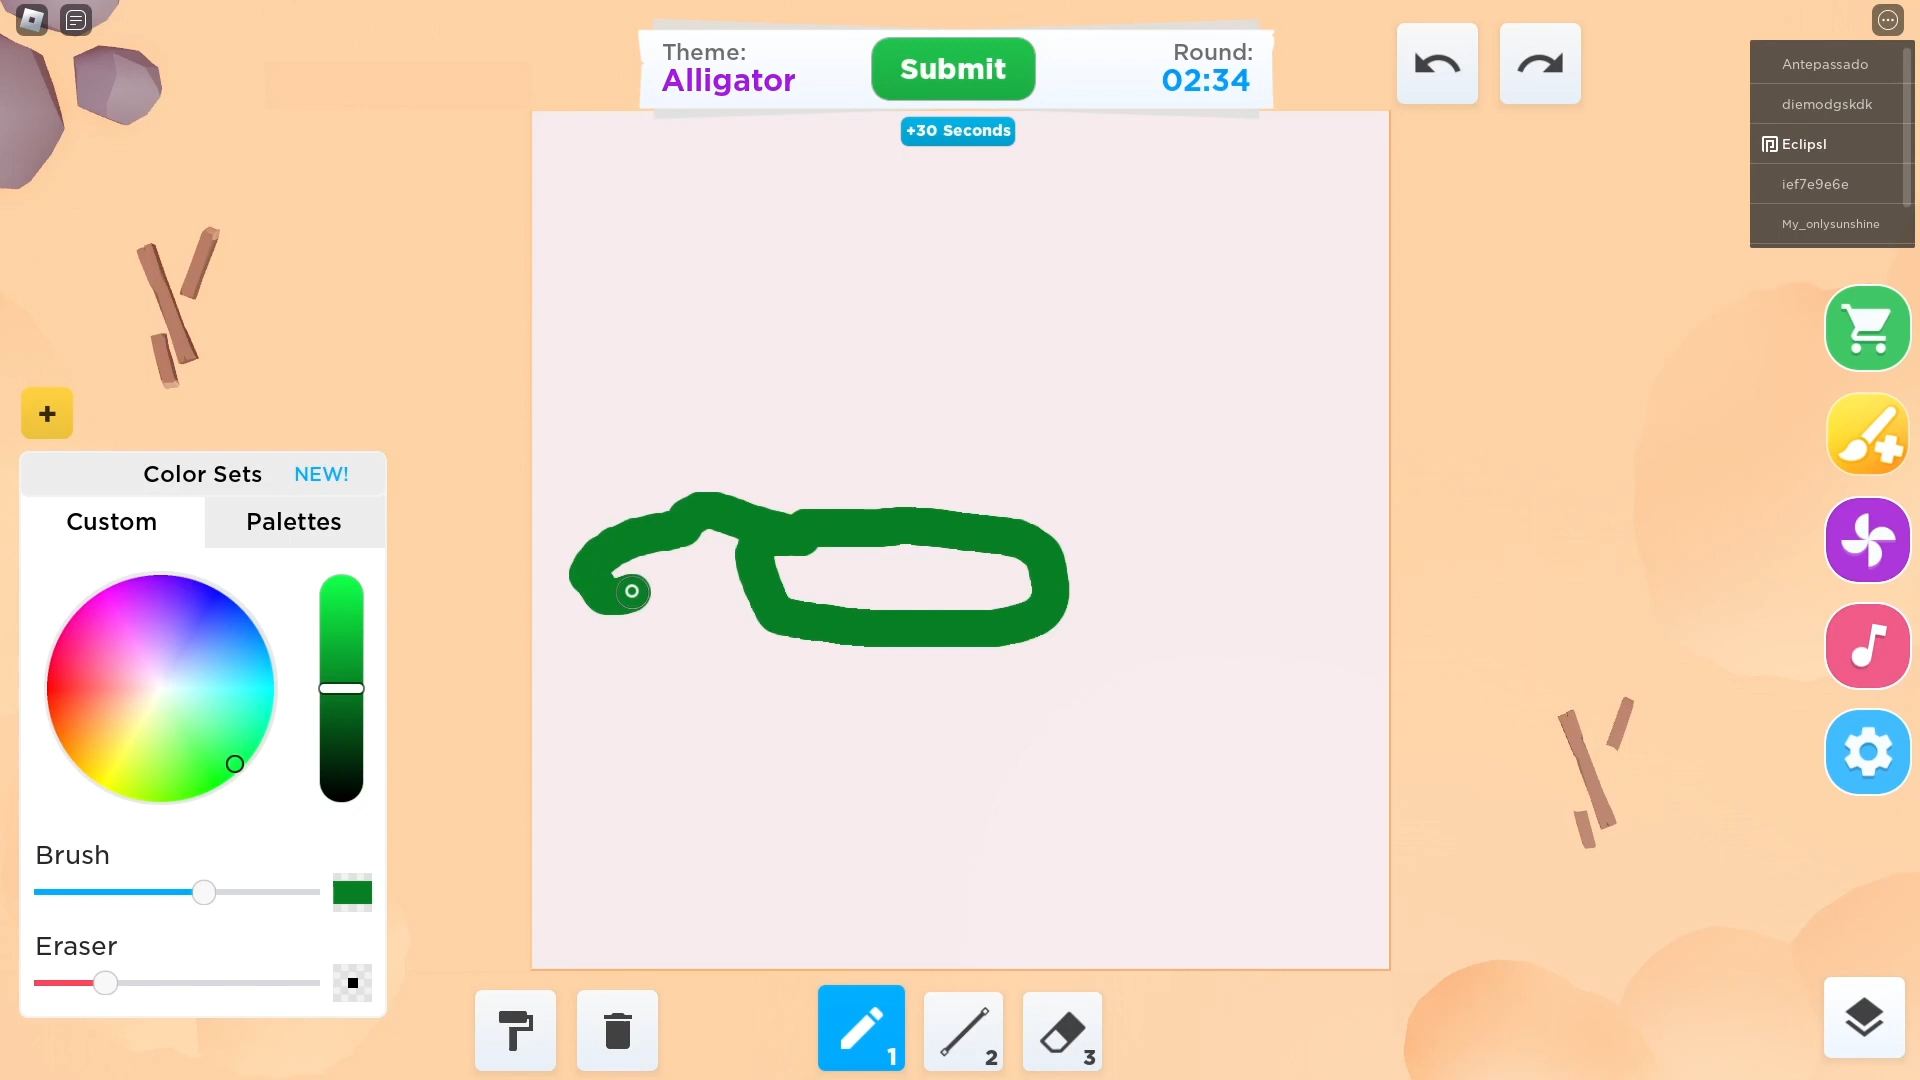 Theme:
Alligator
Submit
Round:
02:34
+30 Seconds
Antepassado
diemodgskdk
Eclipsl
ief7e9e6e
My_onlysunshine
+
Color Sets NEW!
Custom Palettes
Brush
Eraser
1
2
3